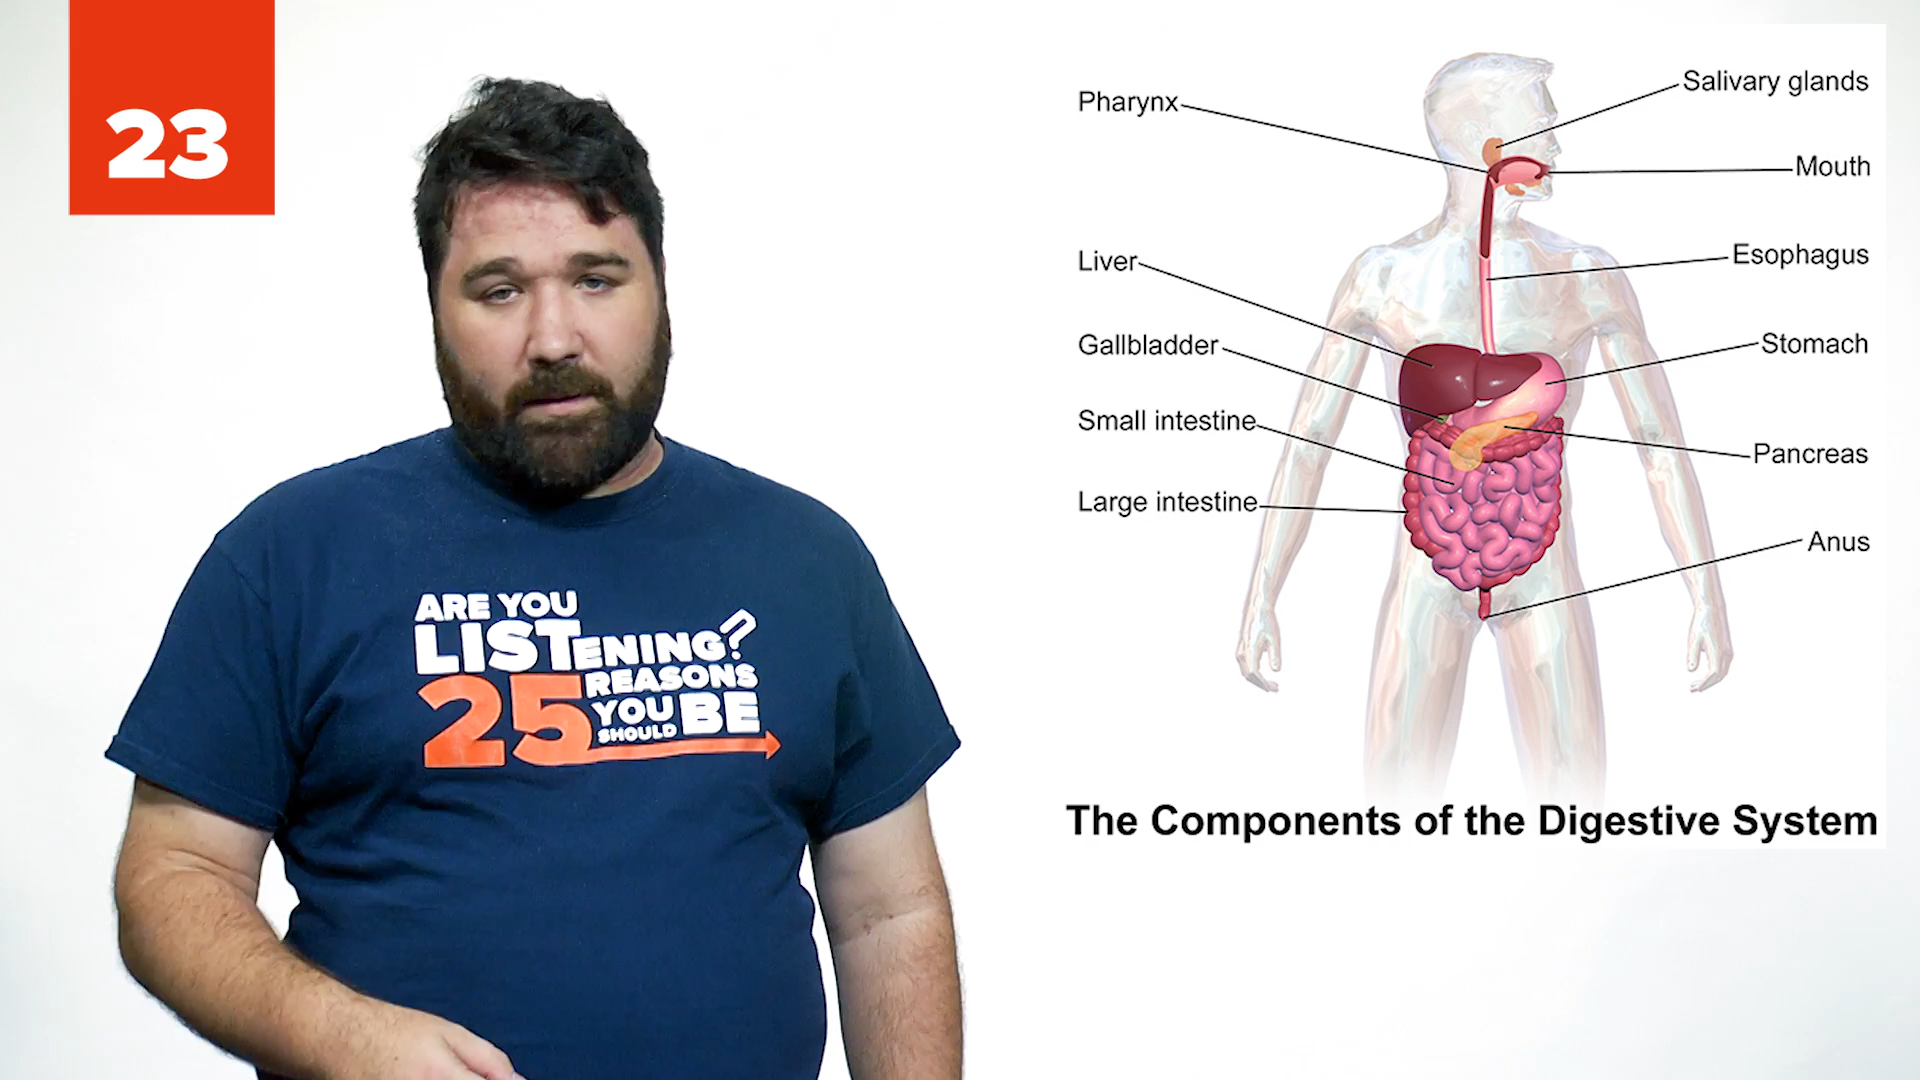 23
ARE YOU
LISTENING?
25 REASONS
YOU SHOULD BE
Pharynx
Liver
Gallbladder
Small intestine
Large intestine
Salivary glands
Mouth
Esophagus
Stomach
Pancreas
Anus
The Components of the Digestive System